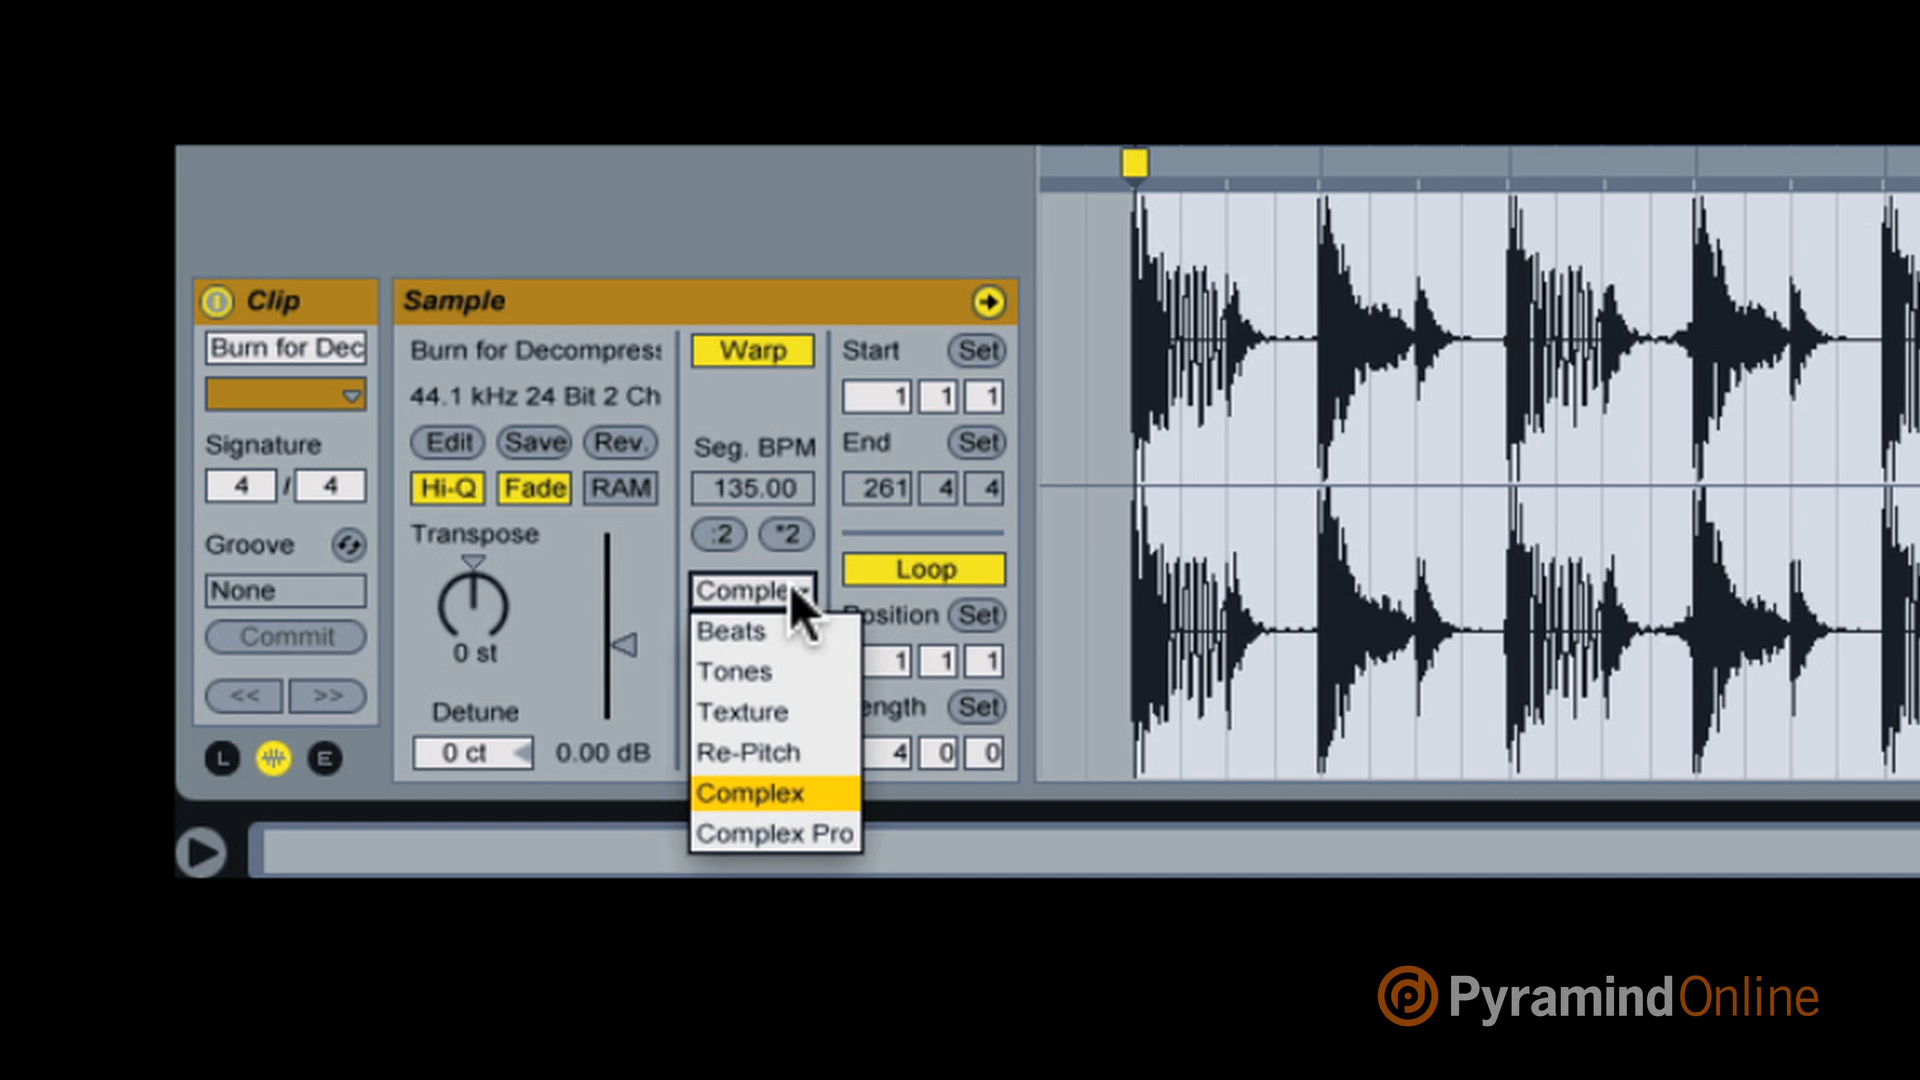 Clip
Burn for Dec
Signature
4 / 4
Groove
None
Commit
<< >>
L E
Sample
Burn for Decompress
44.1 kHz 24 Bit 2 Ch
Edit Save Rev.
Hi-Q Fade RAM
Transpose
0 st
Detune
0 ct 0.00 dB
Warp
Seg. BPM
135.00
:2 *2
Comple
Beats
Tones
Texture
Re-Pitch
Complex
Complex Pro
Start Set
1 1 1
End Set
261 4 4
Loop
osition Set
1 1 1
ength Set
4 0 0
PyramindOnline